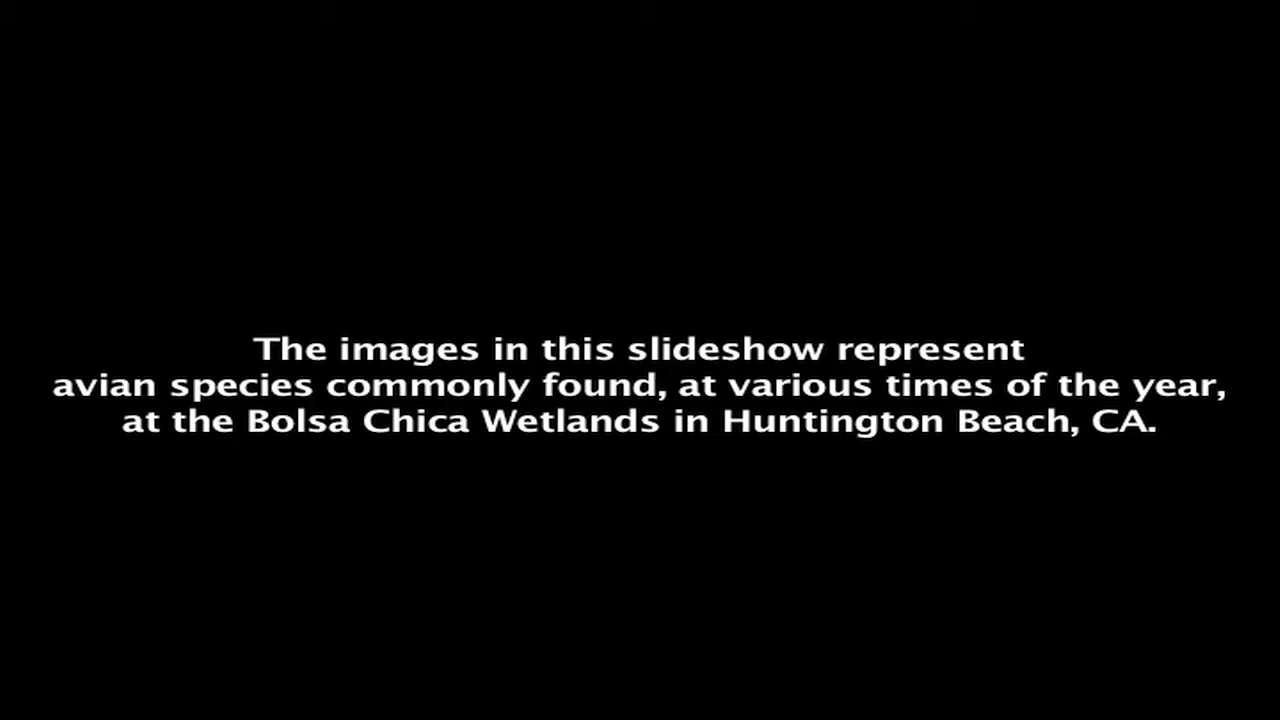 The images in this slideshow represent
avian species commonly found, at various times of the year,
at the Bolsa Chica Wetlands in Huntington Beach, CA.